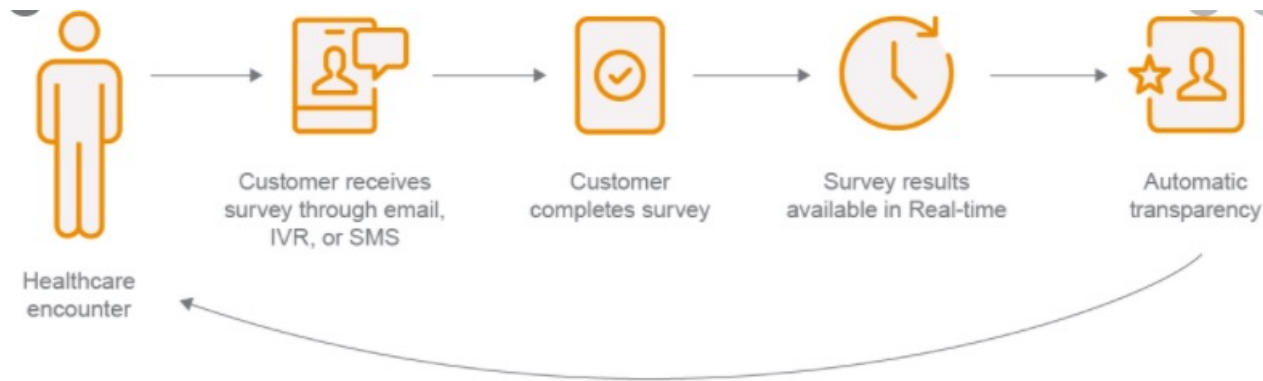 Healthcare
encounter
Customer receives
survey through email,
IVR, or SMS
Customer
completes survey
Survey results
available in Real-time
Automatic
transparency